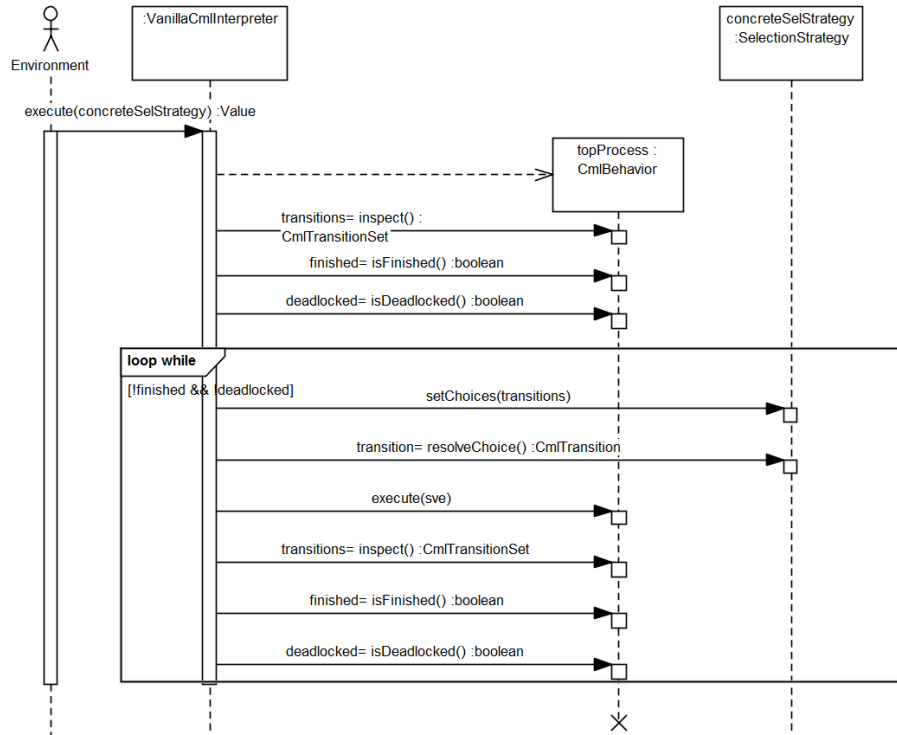 :VanillaCmlInterpreter
concreteSelStrategy
:SelectionStrategy
Environment
execute(concreteSelStrategy) :Value
topProcess :
CmlBehavior
transitions= inspect() :
CmlTransitionSet
finished= isFinished() :boolean
deadlocked= isDeadlocked() :boolean
loop while
[!finished && !deadlocked]
setChoices(transitions)
transition= resolveChoice() :CmlTransition
execute(sve)
transitions= inspect() :CmlTransitionSet
finished= isFinished() :boolean
deadlocked= isDeadlocked() :boolean